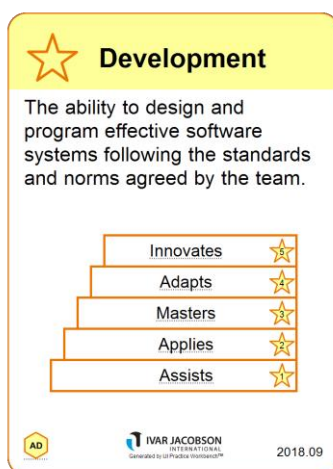 Development
The ability to design and
program effective software
systems following the standards
and norms agreed by the team.
Innovates 5
Adapts 4
Masters 3
Applies 2
Assists 1
AD
IVAR JACOBSON
INTERNATIONAL
Generated by IJI Practice Workbench™
2018.09